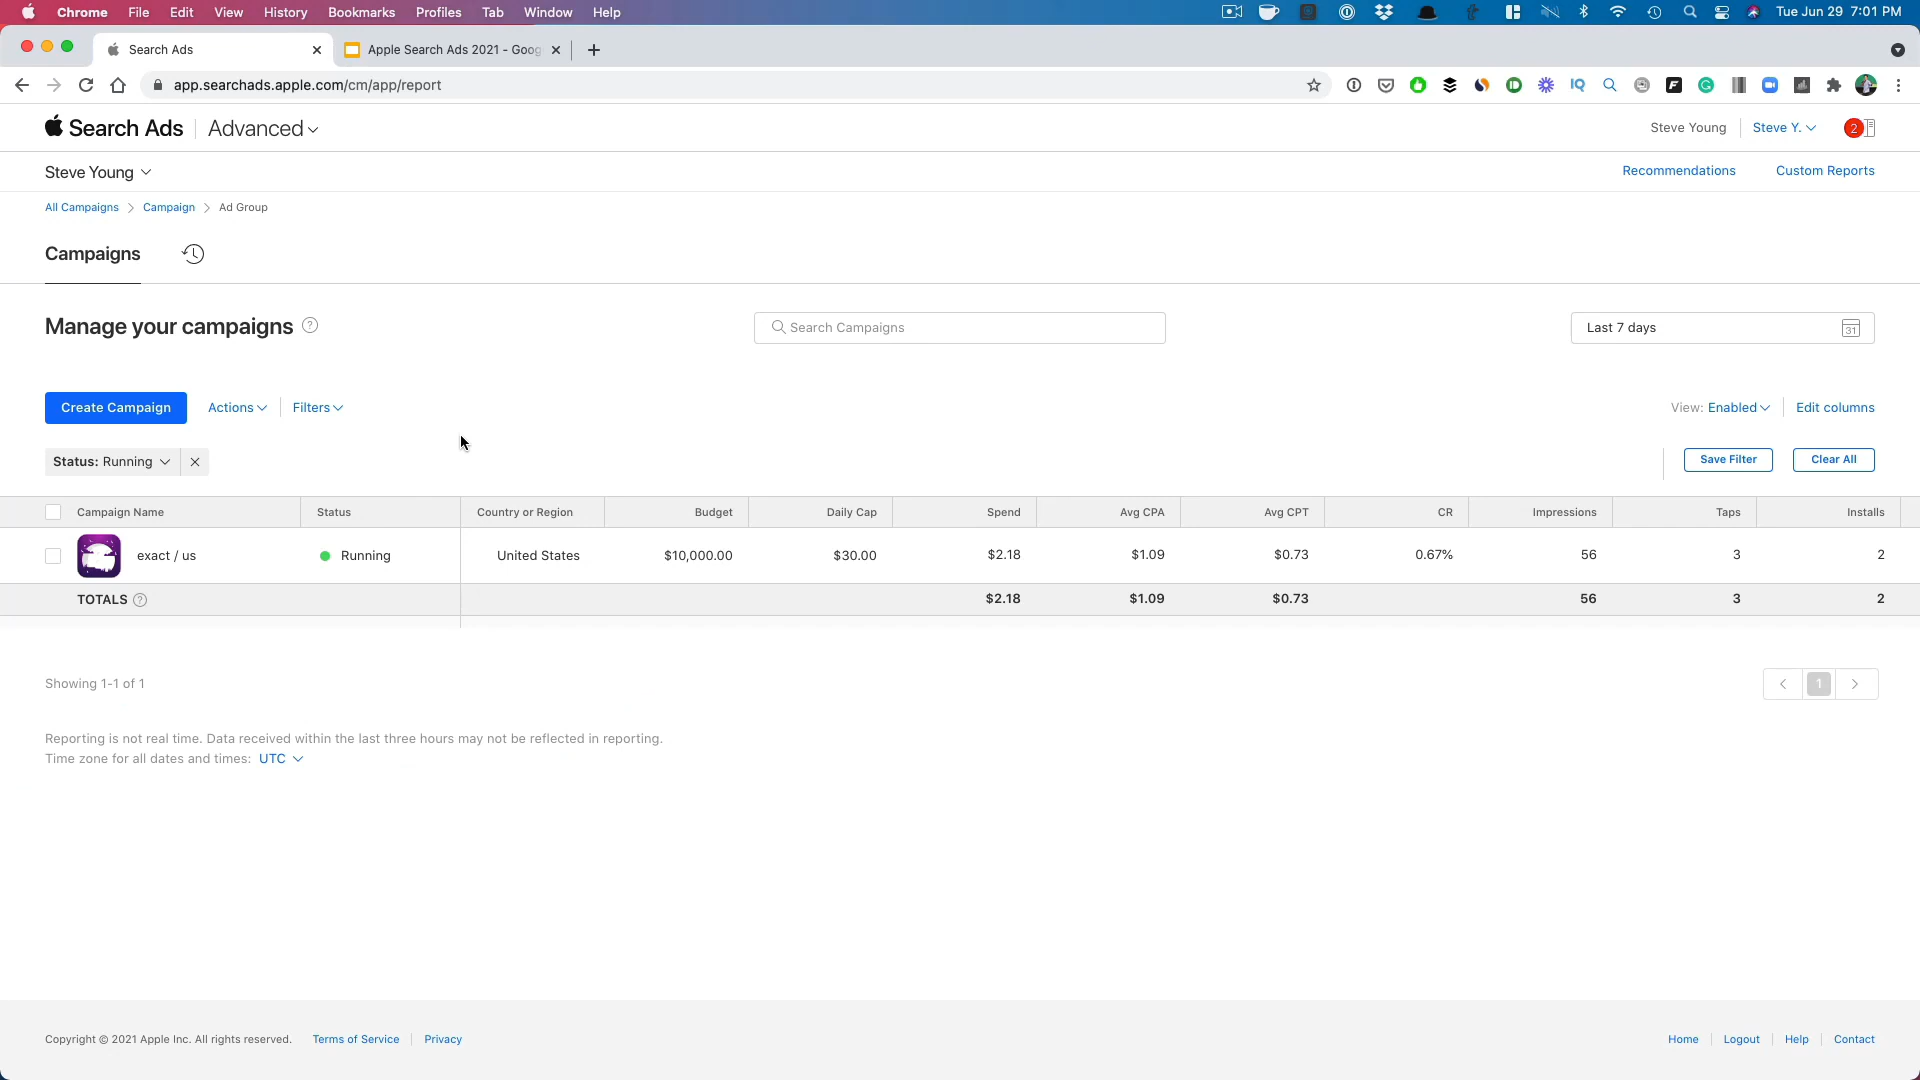 Chrome File Edit View History Bookmarks Profiles Tab Window Help Tue Jun 29 7:01 PM
Search Ads Apple Search Ads 2021 - Goog
app.searchads.apple.com/cm/app/report
Search Ads Advanced Steve Young Steve Y. 2
Steve Young Recommendations Custom Reports
All Campaigns > Campaign > Ad Group
Campaigns
Manage your campaigns ? Search Campaigns Last 7 days 31
Create Campaign Actions Filters View: Enabled Edit columns
Status: Running Save Filter Clear All
Campaign Name Status Country or Region Budget Daily Cap Spend Avg CPA Avg CPT CR Impressions Taps Installs
exact / us Running United States $10,000.00 $30.00 $2.18 $1.09 $0.73 0.67% 56 3 2
TOTALS ? $2.18 $1.09 $0.73 56 3 2
Showing 1-1 of 1 1
Reporting is not real time. Data received within the last three hours may not be reflected in reporting.
Time zone for all dates and times: UTC
Copyright © 2021 Apple Inc. All rights reserved. Terms of Service Privacy Home Logout Help Contact